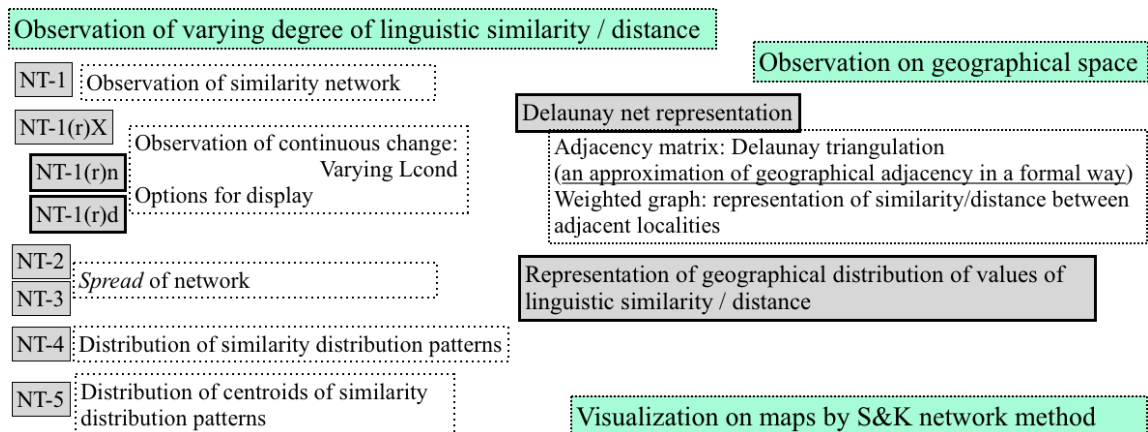 Observation of varying degree of linguistic similarity / distance
NT-1
Observation of similarity network
NT-1(r)X
Observation of continuous change:
Varying Lcond
NT-1(r)n
Options for display
NT-1(r)d
NT-2
Spread of network
NT-3
NT-4
Distribution of similarity distribution patterns
NT-5
Distribution of centroids of similarity
distribution patterns
Observation on geographical space
Delaunay net representation
Adjacency matrix: Delaunay triangulation
(an approximation of geographical adjacency in a formal way)
Weighted graph: representation of similarity/distance between
adjacent localities
Representation of geographical distribution of values of
linguistic similarity / distance
Visualization on maps by S&K network method